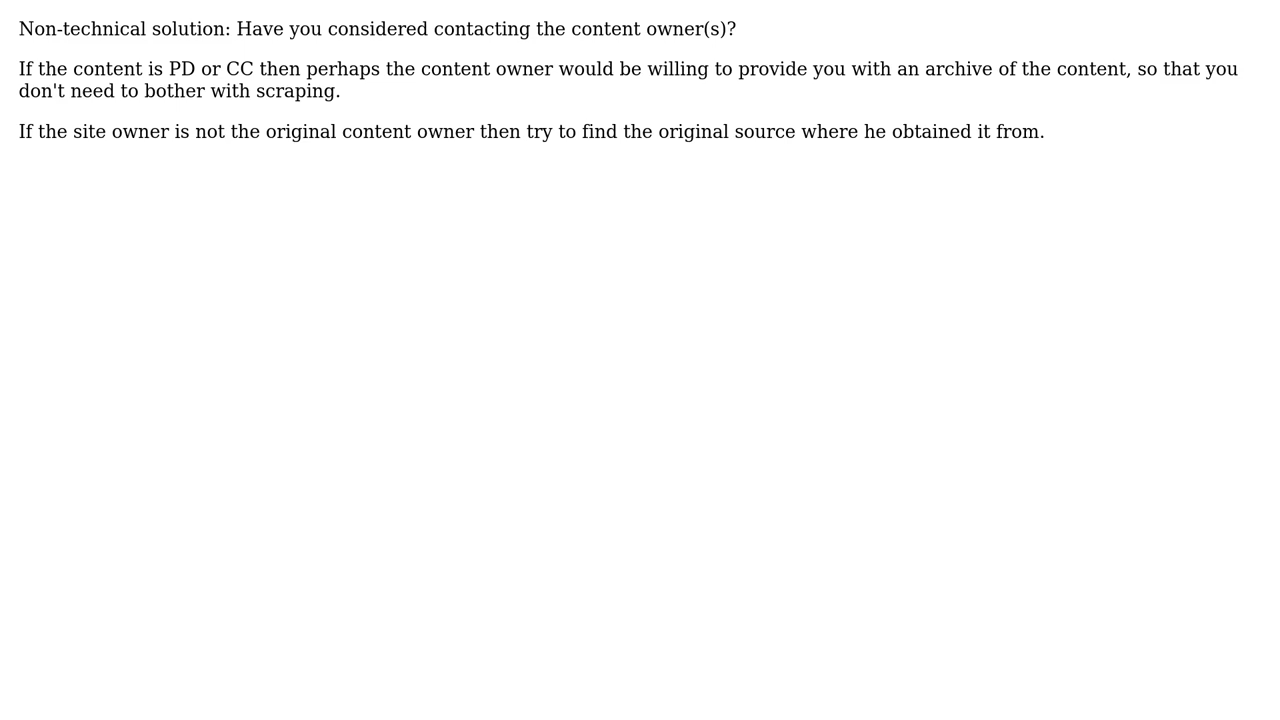 Non-technical solution: Have you considered contacting the content owner(s)?
If the content is PD or CC then perhaps the content owner would be willing to provide you with an archive of the content, so that you
don't need to bother with scraping.
If the site owner is not the original content owner then try to find the original source where he obtained it from.